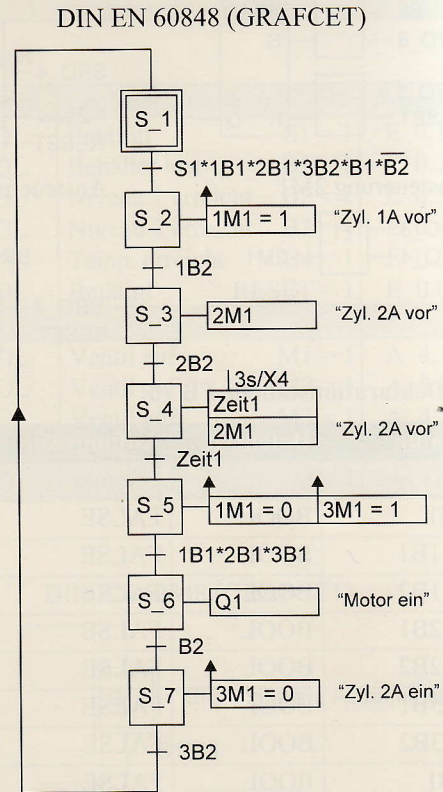 DIN EN 60848 (GRAFCET)
S_1
S1*1B1*2B1*3B2*B1*B̅2̅
S_2 1M1 = 1 "Zyl. 1A vor"
1B2
S_3 2M1 "Zyl. 2A vor"
2B2
3s/X4
S_4 Zeit1
2M1 "Zyl. 2A vor"
Zeit1
S_5 1M1 = 0 3M1 = 1
1B1*2B1*3B1
S_6 Q1 "Motor ein"
B2
S_7 3M1 = 0 "Zyl. 2A ein"
3B2